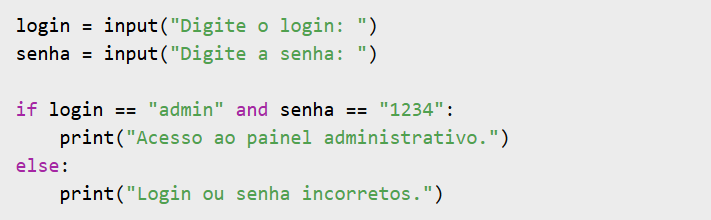 login = input("Digite o login: ")
senha = input("Digite a senha: ")
if login == "admin" and senha == "1234":
    print("Acesso ao painel administrativo.")
else:
    print("Login ou senha incorretos.")